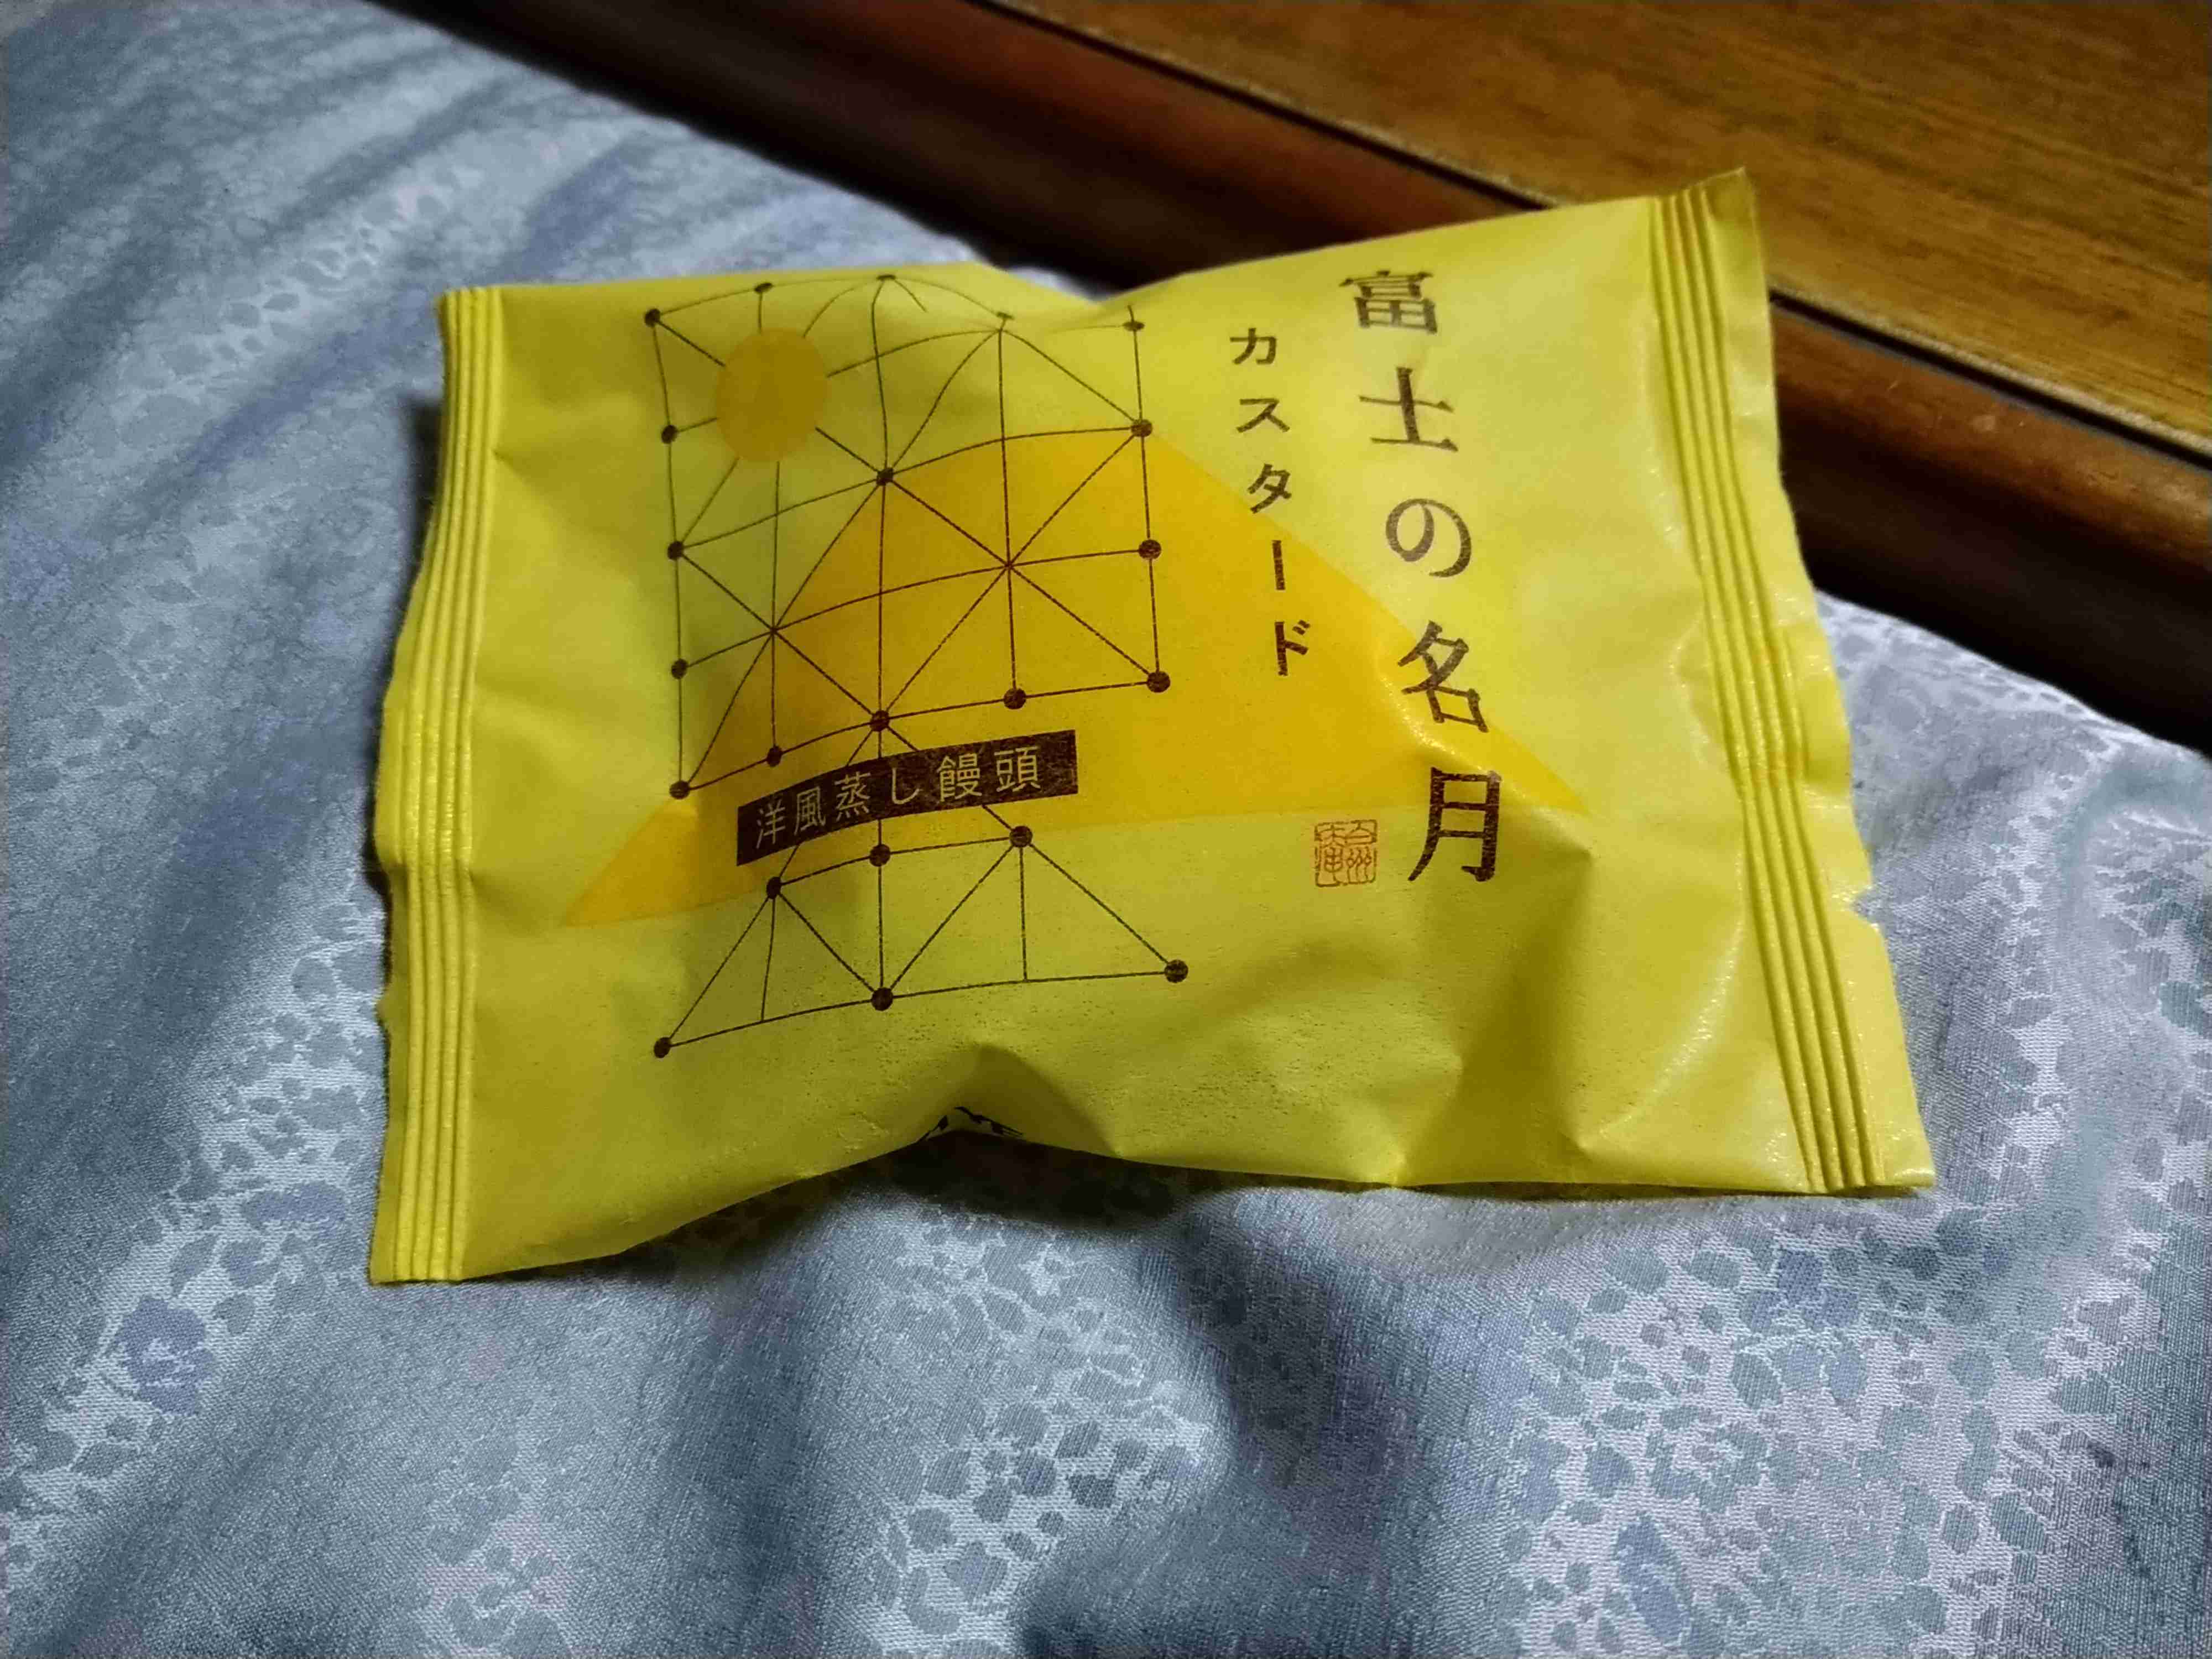 富士の名月
カスタード
洋風蒸し饅頭